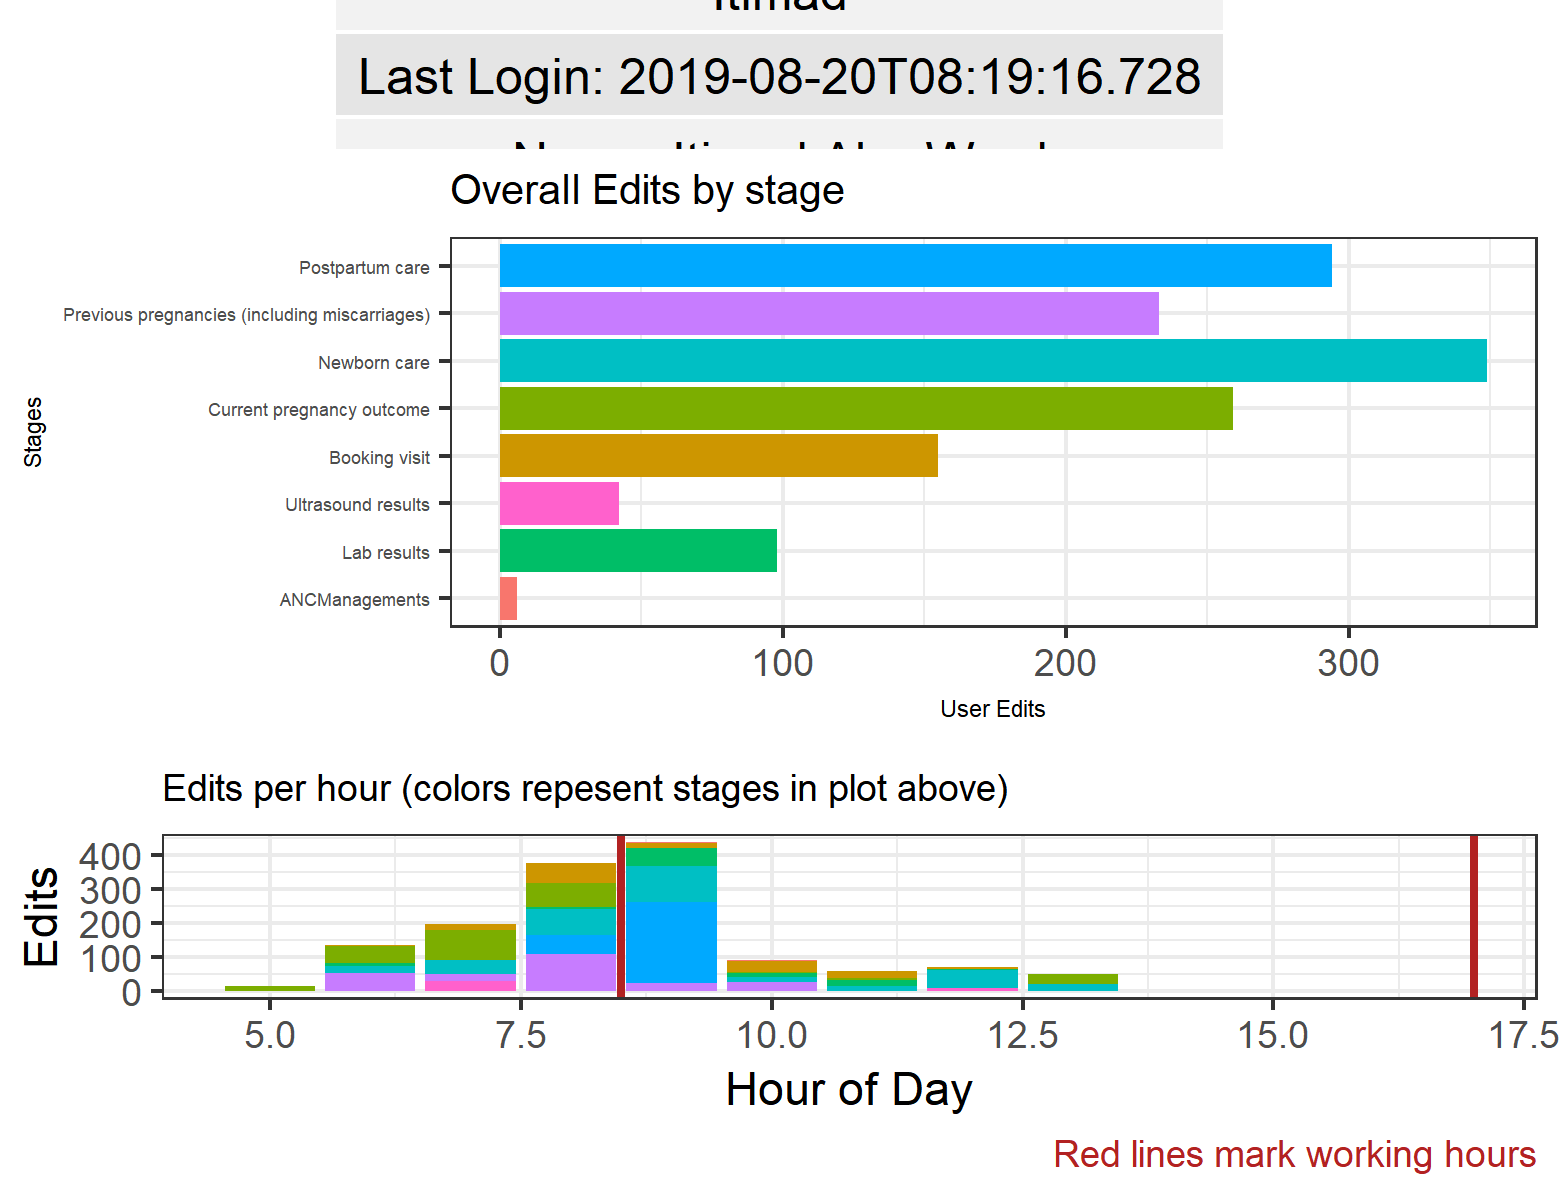 Itimad
Last Login: 2019-08-20T08:19:16.728
Overall Edits by stage
Stages
Postpartum care
Previous pregnancies (including miscarriages)
Newborn care
Current pregnancy outcome
Booking visit
Ultrasound results
Lab results
ANCManagements
0 100 200 300
User Edits
Edits per hour (colors repesent stages in plot above)
Edits
400
300
200
100
0
5.0 7.5 10.0 12.5 15.0 17.5
Hour of Day
Red lines mark working hours